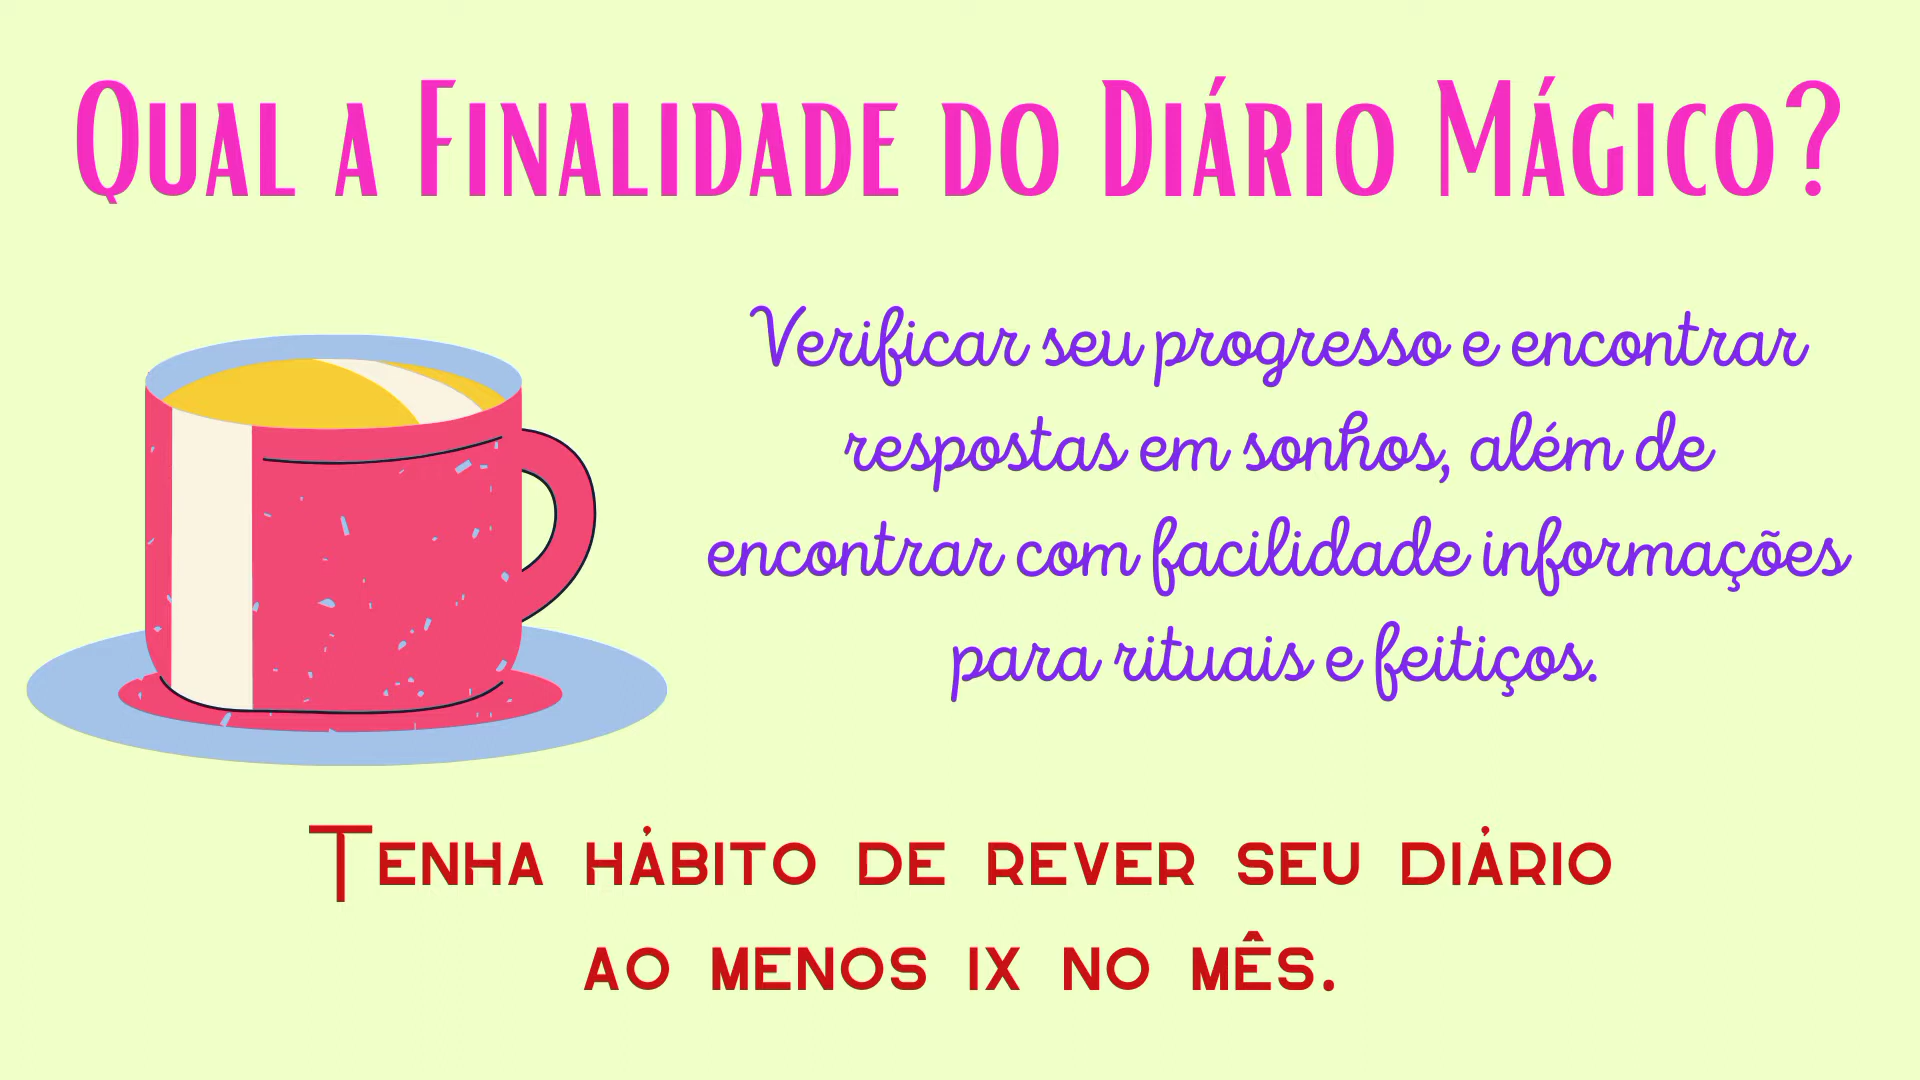 Qual a Finalidade do Diário Mágico?
Verificar seu progresso e encontrar
respostas em sonhos, além de
encontrar com facilidade informações
para rituais e feitiços.
Tenha hábito de rever seu diário
ao menos 1x no mês.